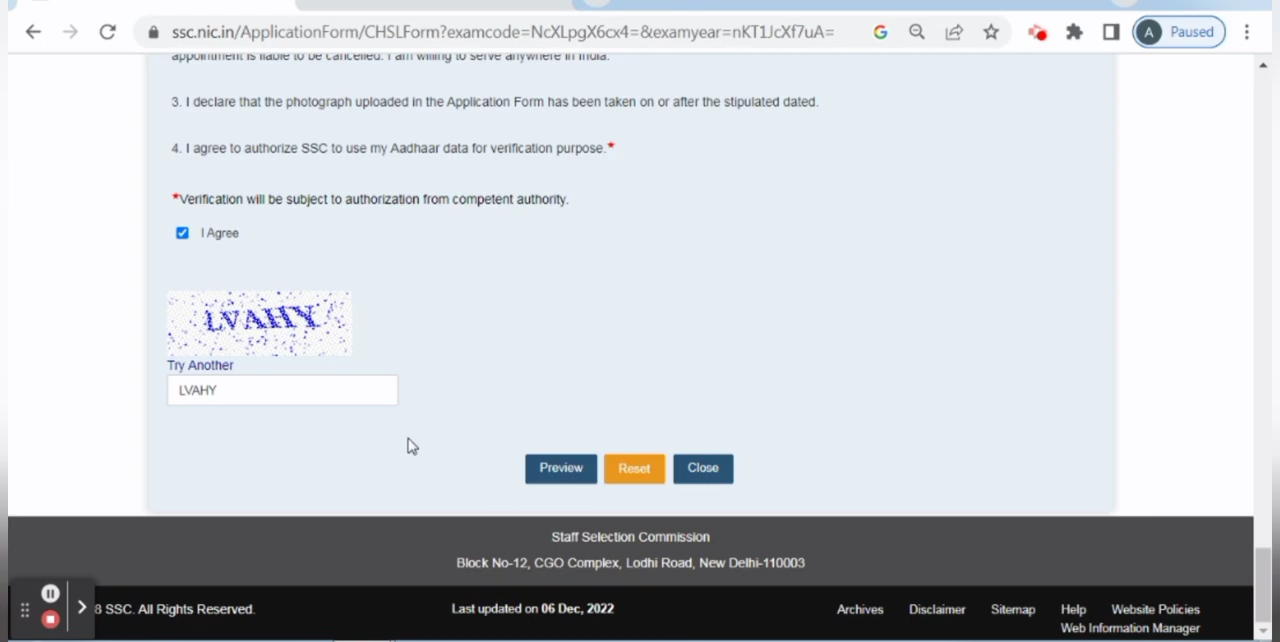 ssc.nic.in/ApplicationForm/CHSLForm?examcode=NcXLpgX6cx4=&examyear=nKT1JcXf7uA=
A Paused
appointment is liable to be cancelled. I am willing to serve anywhere in India.
3. I declare that the photograph uploaded in the Application Form has been taken on or after the stipulated dated.
4. I agree to authorize SSC to use my Aadhaar data for verification purpose.*
*Verification will be subject to authorization from competent authority.
I Agree
LVAHY
Try Another
LVAHY
Preview Reset Close
Staff Selection Commission
Block No-12, CGO Complex, Lodhi Road, New Delhi-110003
8 SSC. All Rights Reserved. Last updated on 06 Dec, 2022 Archives Disclaimer Sitemap Help Website Policies
Web Information Manager